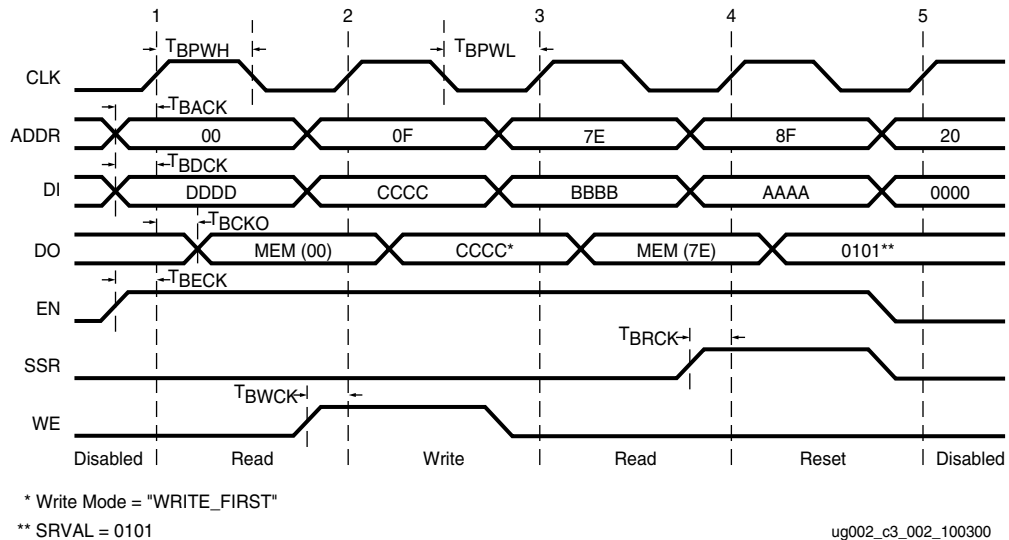 1 2 3 4 5
TBPWH TBPWL
CLK
TBACK
ADDR 00 0F 7E 8F 20
TBDCK
DI DDDD CCCC BBBB AAAA 0000
TBCKO
DO MEM (00) CCCC* MEM (7E) 0101**
TBECK
EN
TBRCK
SSR
TBWCK
WE
Disabled Read Write Read Reset Disabled
* Write Mode = "WRITE_FIRST"
** SRVAL = 0101 ug002_c3_002_100300